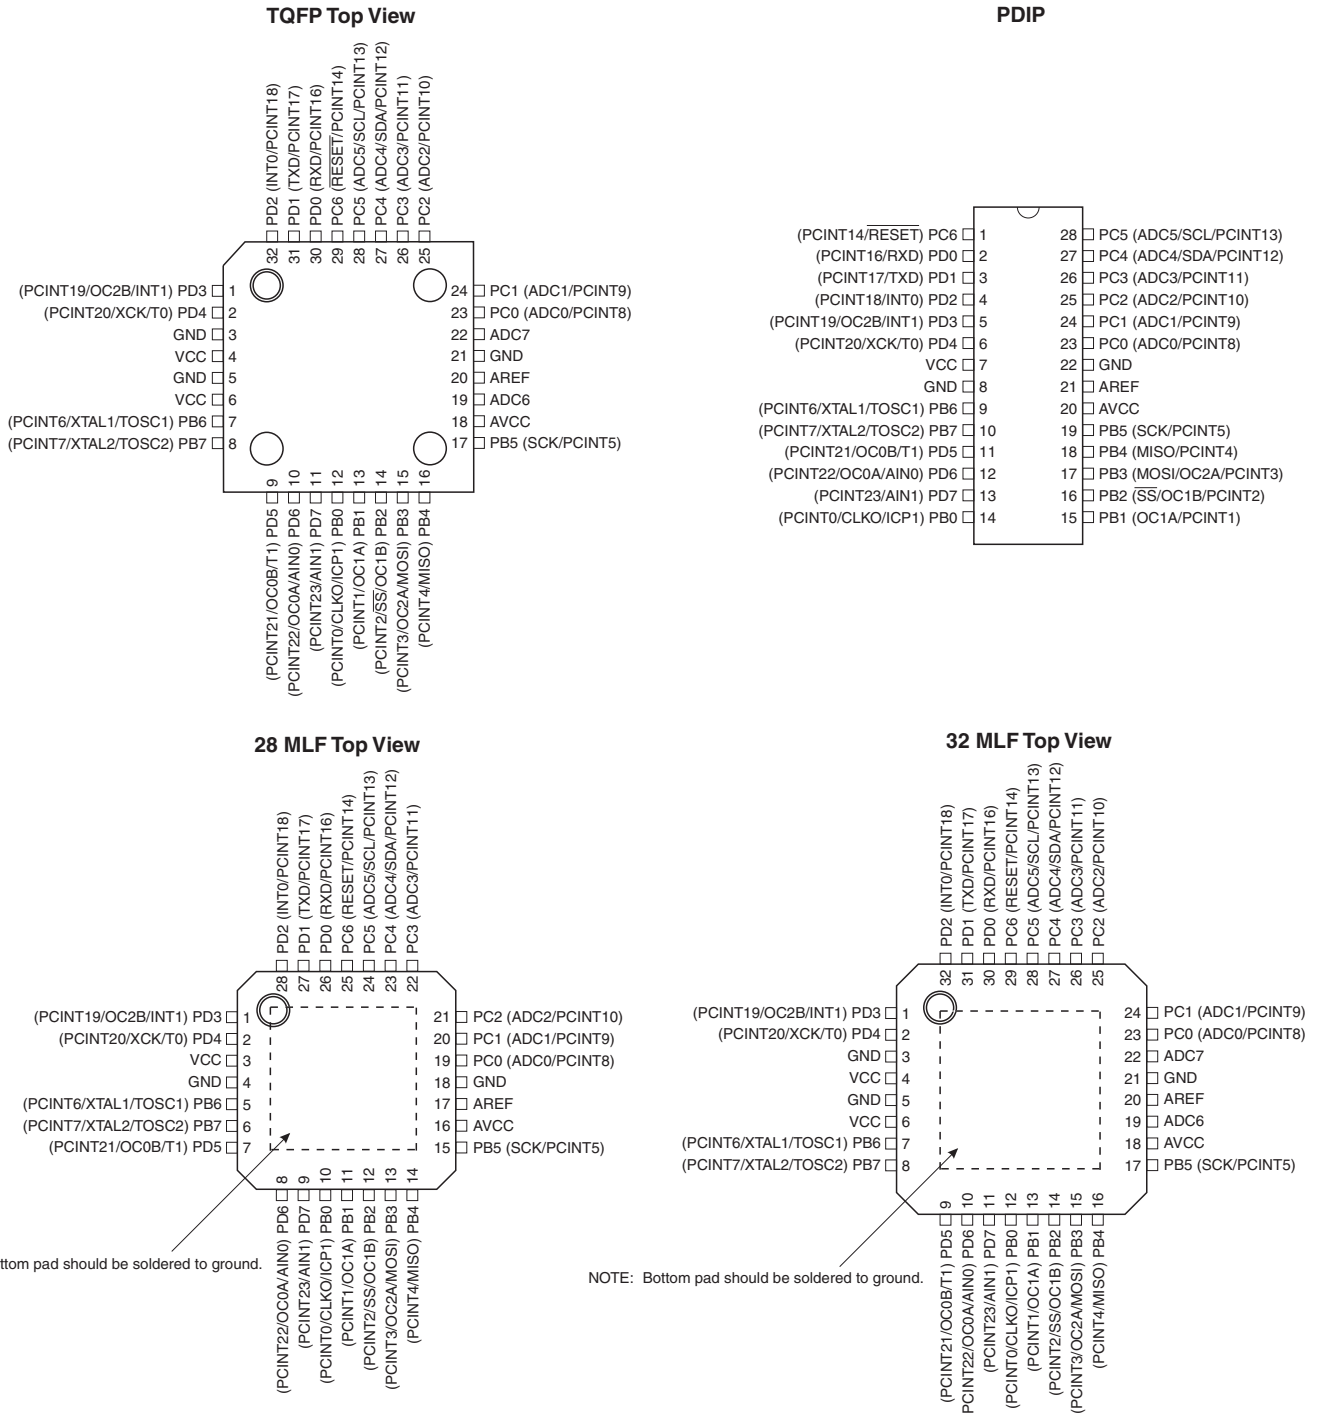 TQFP Top View
PD2 (INT0/PCINT18)
PD1 (TXD/PCINT17)
PD0 (RXD/PCINT16)
PC6 (RESET/PCINT14)
PC5 (ADC5/SCL/PCINT13)
PC4 (ADC4/SDA/PCINT12)
PC3 (ADC3/PCINT11)
PC2 (ADC2/PCINT10)
32 31 30 29 28 27 26 25
(PCINT19/OC2B/INT1) PD3 1 24 PC1 (ADC1/PCINT9)
(PCINT20/XCK/T0) PD4 2 23 PC0 (ADC0/PCINT8)
GND 3 22 ADC7
VCC 4 21 GND
GND 5 20 AREF
VCC 6 19 ADC6
(PCINT6/XTAL1/TOSC1) PB6 7 18 AVCC
(PCINT7/XTAL2/TOSC2) PB7 8 17 PB5 (SCK/PCINT5)
9 10 11 12 13 14 15 16
(PCINT21/OC0B/T1) PD5
(PCINT22/OC0A/AIN0) PD6
(PCINT23/AIN1) PD7
(PCINT0/CLKO/ICP1) PB0
(PCINT1/OC1A) PB1
(PCINT2/SS/OC1B) PB2
(PCINT3/OC2A/MOSI) PB3
(PCINT4/MISO) PB4
PDIP
(PCINT14/RESET) PC6 1 28 PC5 (ADC5/SCL/PCINT13)
(PCINT16/RXD) PD0 2 27 PC4 (ADC4/SDA/PCINT12)
(PCINT17/TXD) PD1 3 26 PC3 (ADC3/PCINT11)
(PCINT18/INT0) PD2 4 25 PC2 (ADC2/PCINT10)
(PCINT19/OC2B/INT1) PD3 5 24 PC1 (ADC1/PCINT9)
(PCINT20/XCK/T0) PD4 6 23 PC0 (ADC0/PCINT8)
VCC 7 22 GND
GND 8 21 AREF
(PCINT6/XTAL1/TOSC1) PB6 9 20 AVCC
(PCINT7/XTAL2/TOSC2) PB7 10 19 PB5 (SCK/PCINT5)
(PCINT21/OC0B/T1) PD5 11 18 PB4 (MISO/PCINT4)
(PCINT22/OC0A/AIN0) PD6 12 17 PB3 (MOSI/OC2A/PCINT3)
(PCINT23/AIN1) PD7 13 16 PB2 (SS/OC1B/PCINT2)
(PCINT0/CLKO/ICP1) PB0 14 15 PB1 (OC1A/PCINT1)
28 MLF Top View
PD2 (INT0/PCINT18)
PD1 (TXD/PCINT17)
PD0 (RXD/PCINT16)
PC6 (RESET/PCINT14)
PC5 (ADC5/SCL/PCINT13)
PC4 (ADC4/SDA/PCINT12)
PC3 (ADC3/PCINT11)
28 27 26 25 24 23 22
(PCINT19/OC2B/INT1) PD3 1 21 PC2 (ADC2/PCINT10)
(PCINT20/XCK/T0) PD4 2 20 PC1 (ADC1/PCINT9)
VCC 3 19 PC0 (ADC0/PCINT8)
GND 4 18 GND
(PCINT6/XTAL1/TOSC1) PB6 5 17 AREF
(PCINT7/XTAL2/TOSC2) PB7 6 16 AVCC
(PCINT21/OC0B/T1) PD5 7 15 PB5 (SCK/PCINT5)
8 9 10 11 12 13 14
(PCINT22/OC0A/AIN0) PD6
(PCINT23/AIN1) PD7
(PCINT0/CLKO/ICP1) PB0
(PCINT1/OC1A) PB1
(PCINT2/SS/OC1B) PB2
(PCINT3/OC2A/MOSI) PB3
(PCINT4/MISO) PB4
ttom pad should be soldered to ground.
32 MLF Top View
PD2 (INT0/PCINT18)
PD1 (TXD/PCINT17)
PD0 (RXD/PCINT16)
PC6 (RESET/PCINT14)
PC5 (ADC5/SCL/PCINT13)
PC4 (ADC4/SDA/PCINT12)
PC3 (ADC3/PCINT11)
PC2 (ADC2/PCINT10)
32 31 30 29 28 27 26 25
(PCINT19/OC2B/INT1) PD3 1 24 PC1 (ADC1/PCINT9)
(PCINT20/XCK/T0) PD4 2 23 PC0 (ADC0/PCINT8)
GND 3 22 ADC7
VCC 4 21 GND
GND 5 20 AREF
VCC 6 19 ADC6
(PCINT6/XTAL1/TOSC1) PB6 7 18 AVCC
(PCINT7/XTAL2/TOSC2) PB7 8 17 PB5 (SCK/PCINT5)
9 10 11 12 13 14 15 16
(PCINT21/OC0B/T1) PD5
PCINT22/OC0A/AIN0) PD6
(PCINT23/AIN1) PD7
(PCINT0/CLKO/ICP1) PB0
(PCINT1/OC1A) PB1
(PCINT2/SS/OC1B) PB2
(PCINT3/OC2A/MOSI) PB3
(PCINT4/MISO) PB4
NOTE: Bottom pad should be soldered to ground.